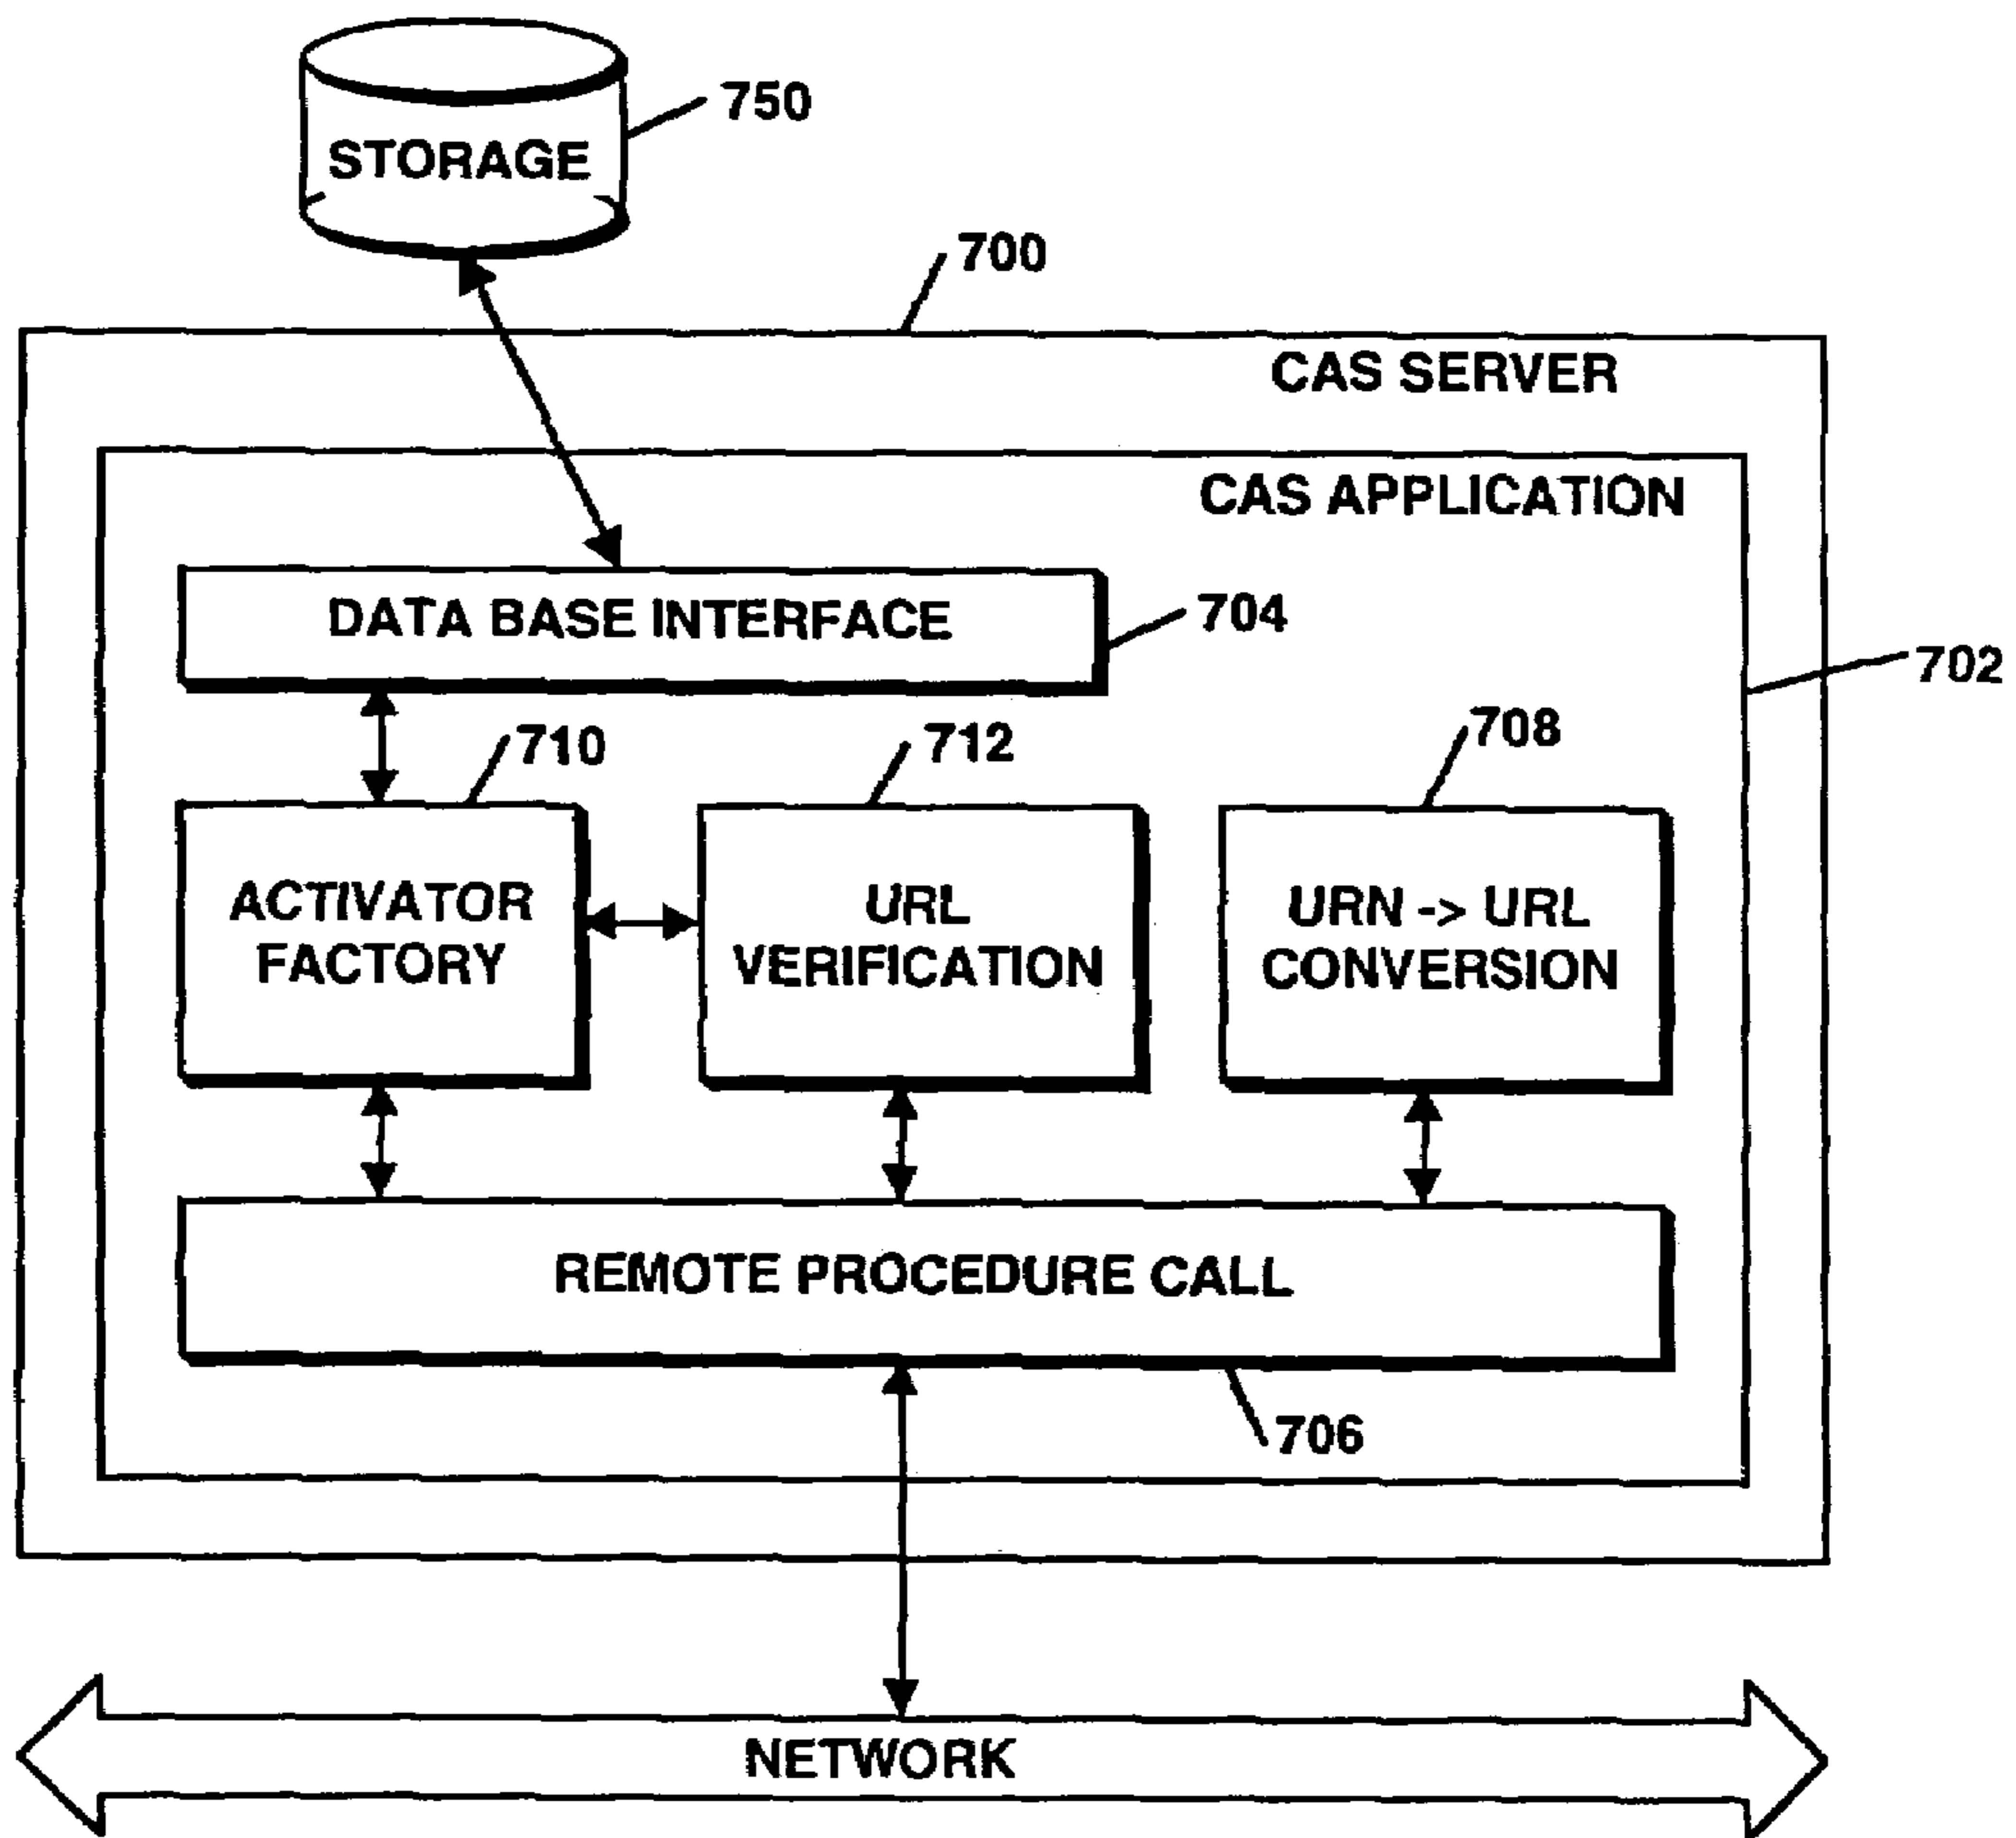 750
STORAGE
700
CAS SERVER
CAS APPLICATION
DATA BASE INTERFACE
704
702
710
712
708
ACTIVATOR
FACTORY
URL
VERIFICATION
URN -> URL
CONVERSION
REMOTE PROCEDURE CALL
706
NETWORK